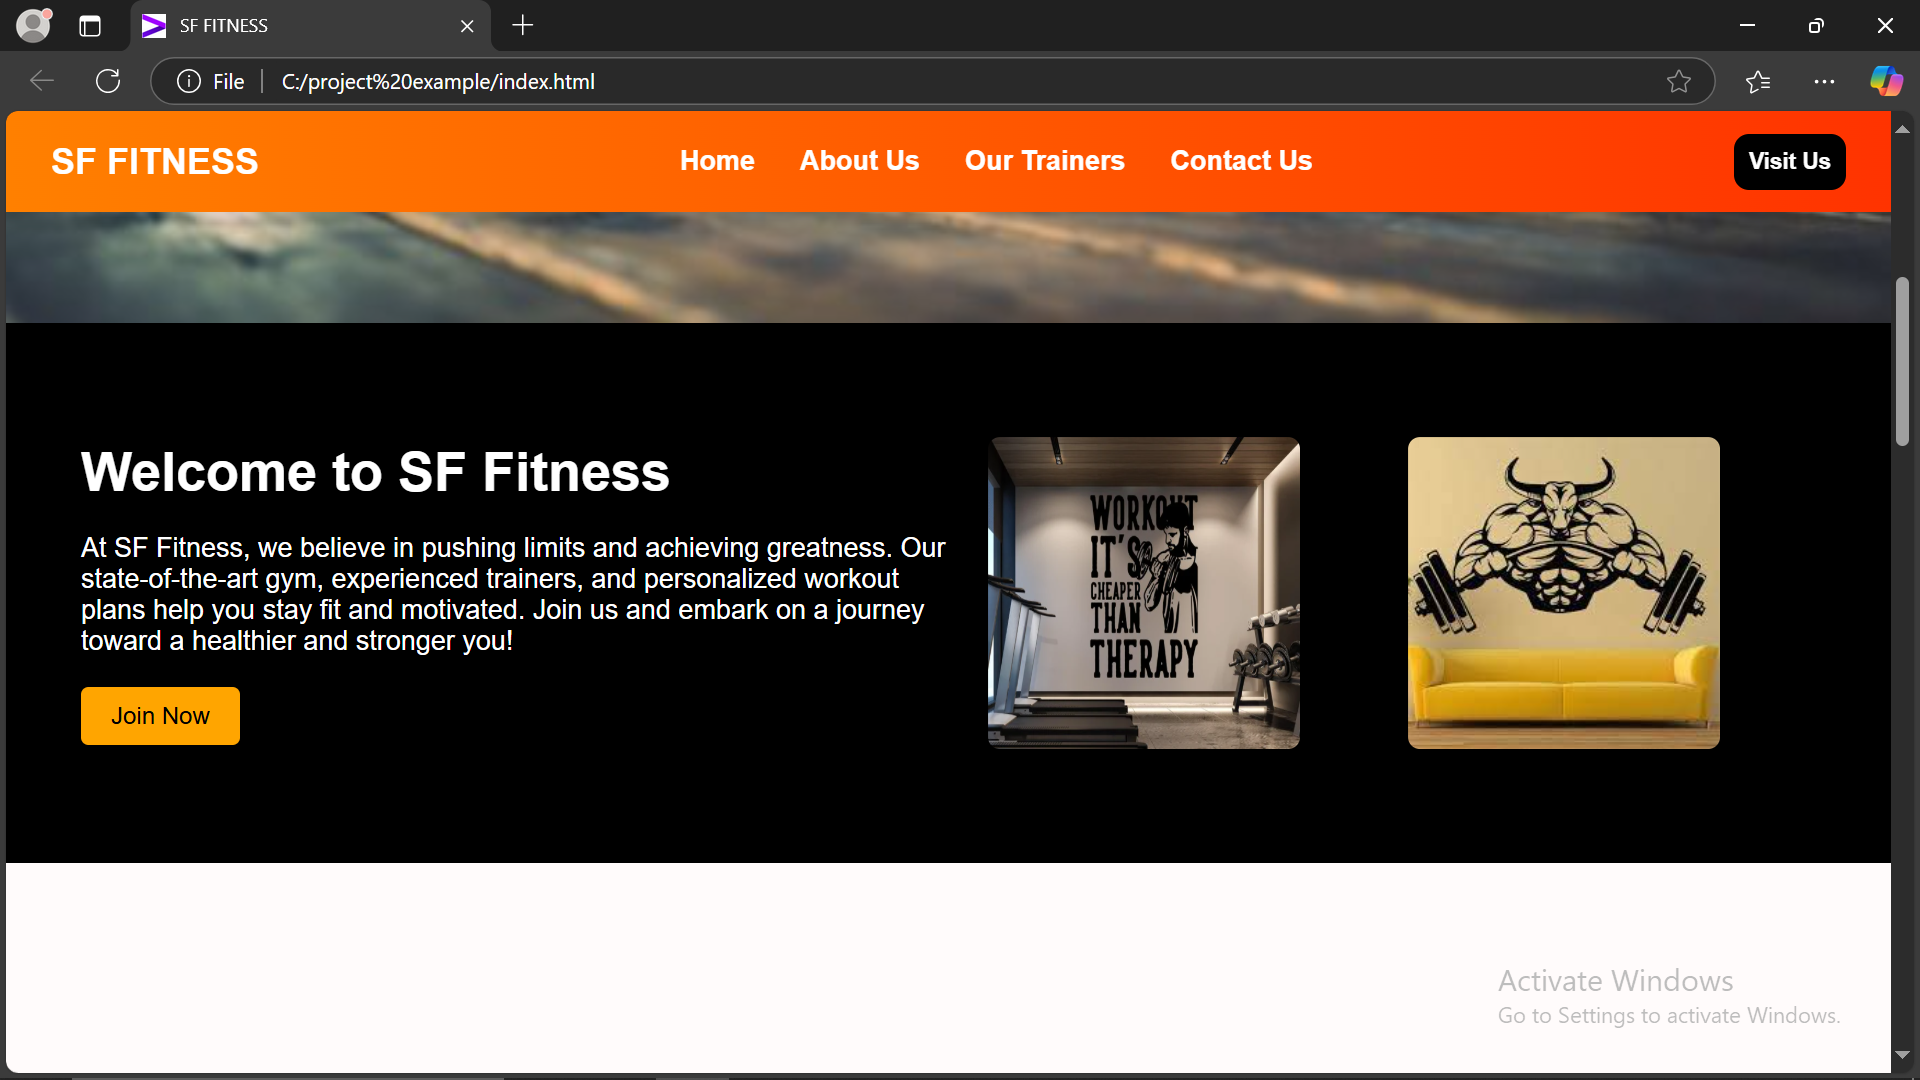 SF FITNESS
File
C:/project%20example/index.html
SF FITNESS
Home
About Us
Our Trainers
Contact Us
Visit Us
Welcome to SF Fitness
At SF Fitness, we believe in pushing limits and achieving greatness. Our
state-of-the-art gym, experienced trainers, and personalized workout
plans help you stay fit and motivated. Join us and embark on a journey
toward a healthier and stronger you!
Join Now
WORKOUT
IT'S
CHEAPER
THAN
THERAPY
Activate Windows
Go to Settings to activate Windows.